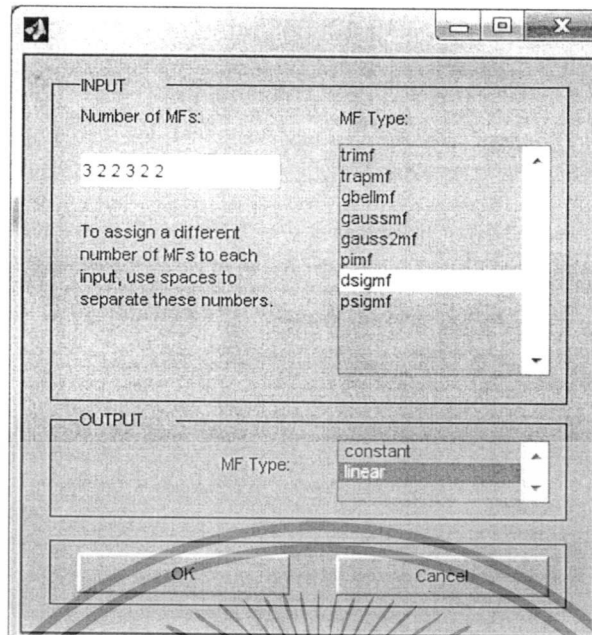 INPUT
Number of MFs:
3 2 2 3 2 2
To assign a different
number of MFs to each
input, use spaces to
separate these numbers.
MF Type:
trimf
trapmf
gbellmf
gaussmf
gauss2mf
pimf
dsigmf
psigmf
OUTPUT
MF Type:
constant
linear
OK
Cancel